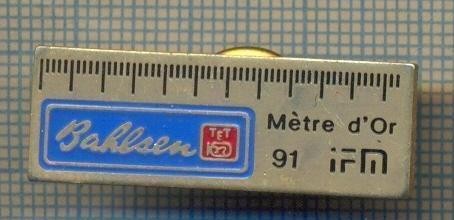 Bahlsen TET Mètre d'Or
91 IFM